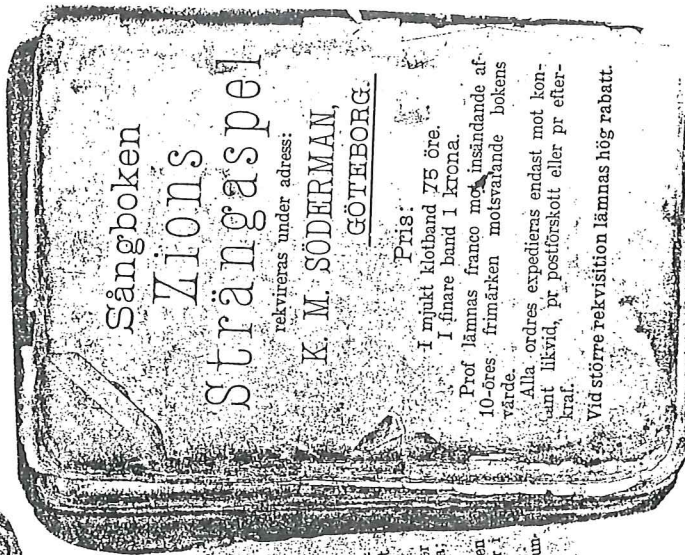 Sångboken
Zions
Strängaspel
rekvireras under adress:
K. M. SÖDERMAN,
GÖTEBORG.
Pris:
I mjukt klotband 75 öre.
I finare band 1 krona.
Prof lämnas franco mot insändande af
10-öres frimärken motsvarande bokens
värde.
Alla ordres expedieras endast mot kon-
tant likvid, pr postförskott eller pr efter-
kraf.
Vid större rekvisition lämnas hög rabatt.